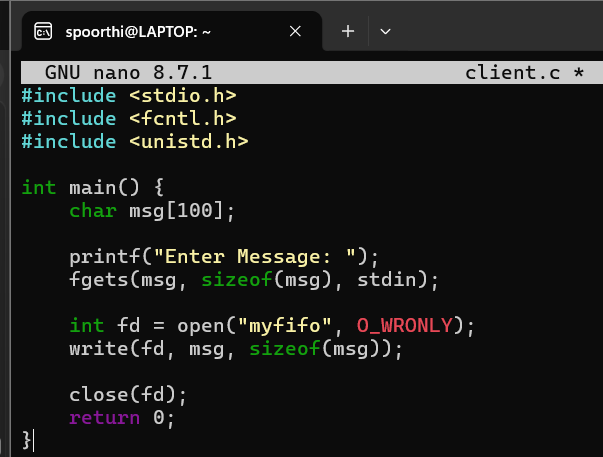 spoorthi@LAPTOP: ~
GNU nano 8.7.1 client.c *
#include <stdio.h>
#include <fcntl.h>
#include <unistd.h>
int main() {
    char msg[100];
    printf("Enter Message: ");
    fgets(msg, sizeof(msg), stdin);
    int fd = open("myfifo", O_WRONLY);
    write(fd, msg, sizeof(msg));
    close(fd);
    return 0;
}